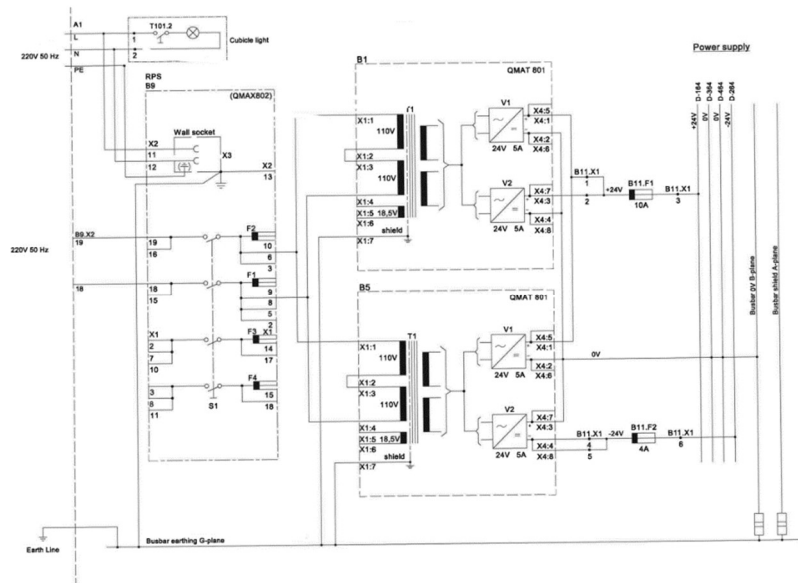 A1
L
N
PE
220V 50 Hz
T101.2
1
2
Cubicle light
RPS
B9
(QMAX802)
Wall socket
X2
11
12
X3
X2
13
220V 50 Hz
B9.X2
19
19
16
F2
10
6
3
18
18
15
F1
9
8
5
2
X1
2
7
10
F3
X1
14
17
3
8
11
S1
F4
15
18
Earth Line
Busbar earthing G-plane
B1
QMAT 801
X1:1
110V
X1:2
X1:3
110V
X1:4
X1:5
18,5V
X1:6
shield
X1:7
V1
24V 5A
X4:5
X4:1
X4:2
X4:6
V2
24V 5A
X4:7
X4:3
X4:4
X4:8
B11.X1
1
2
+24V
B11.F1
10A
B11.X1
3
B5
QMAT 801
T1
X1:1
110V
X1:2
X1:3
110V
X1:4
X1:5
18,5V
X1:6
shield
X1:7
V1
24V 5A
X4:5
X4:1
X4:2
X4:6
V2
24V 5A
X4:7
X4:3
X4:4
X4:8
0V
B11.X1
4
5
-24V
B11.F2
4A
B11.X1
6
Power supply
+24V D-164
0V D-364
0V D-464
-24V D-264
Busbar 0V B-plane
Busbar shield A-plane